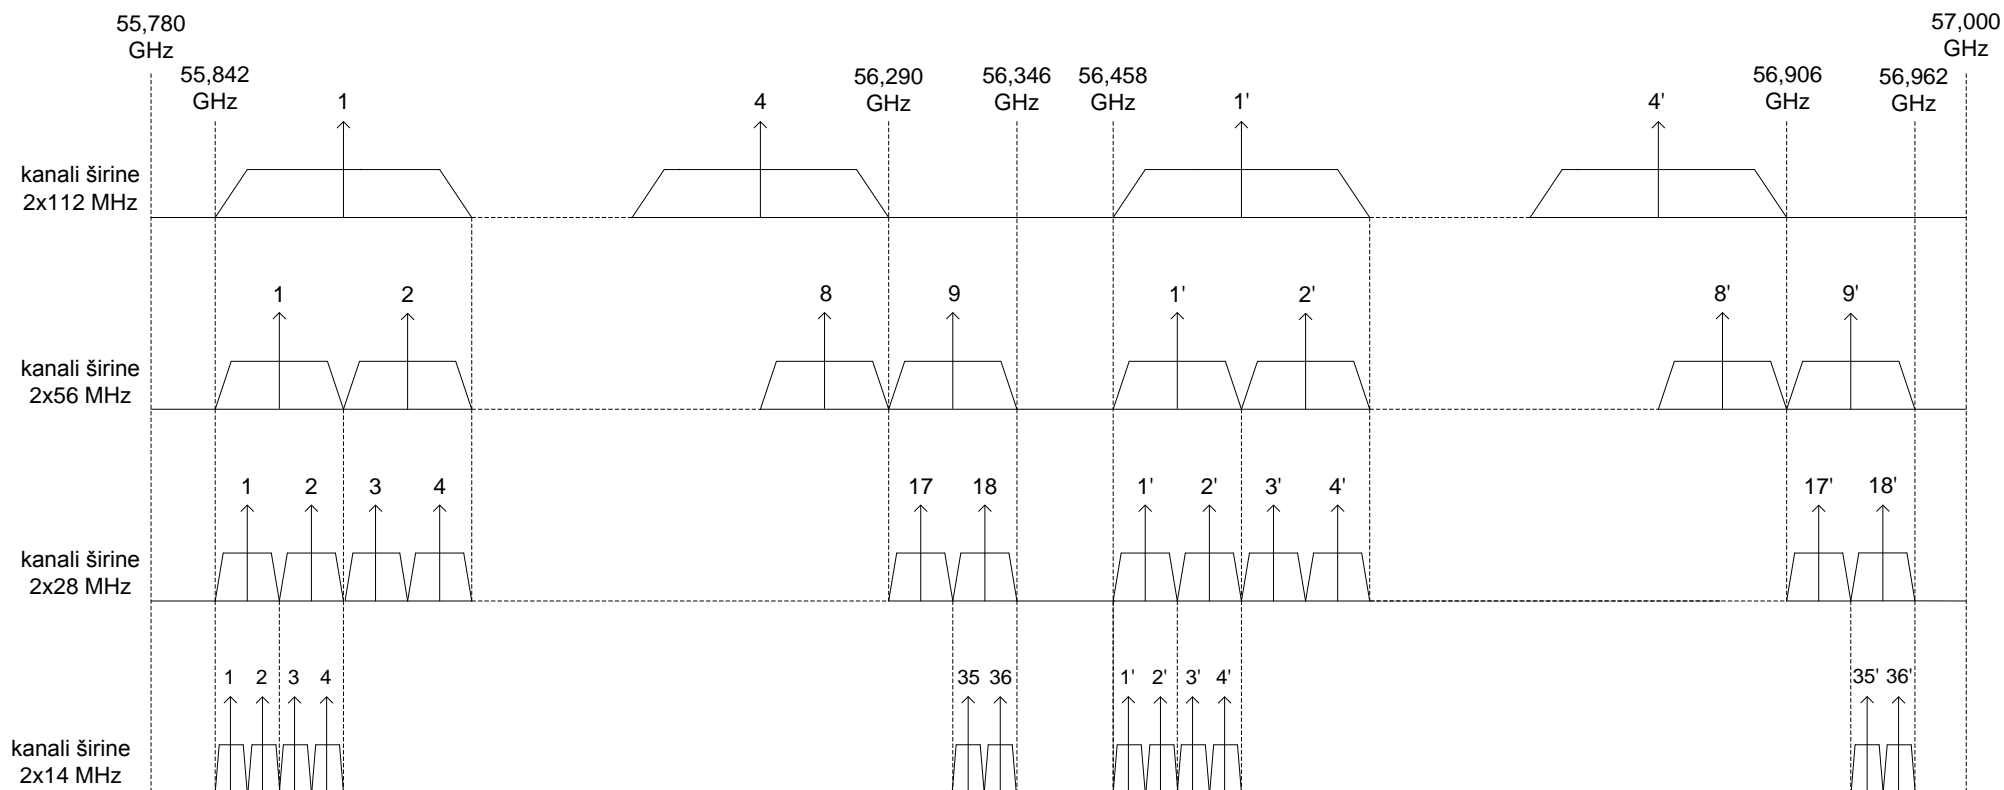 55,780
GHz
57,000
GHz
55,842
GHz
56,290
GHz
56,346
GHz
56,458
GHz
56,906
GHz
56,962
GHz
1
4
1'
4'
kanali širine
2x112 MHz
1
2
8
9
1'
2'
8'
9'
kanali širine
2x56 MHz
1
2
3
4
17
18
1'
2'
3'
4'
17'
18'
kanali širine
2x28 MHz
1
2
3
4
35
36
1'
2'
3'
4'
35'
36'
kanali širine
2x14 MHz